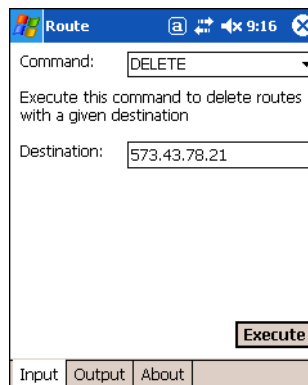 Route a 9:16
Command: DELETE
Execute this command to delete routes
with a given destination
Destination: 573.43.78.21
Execute
Input Output About